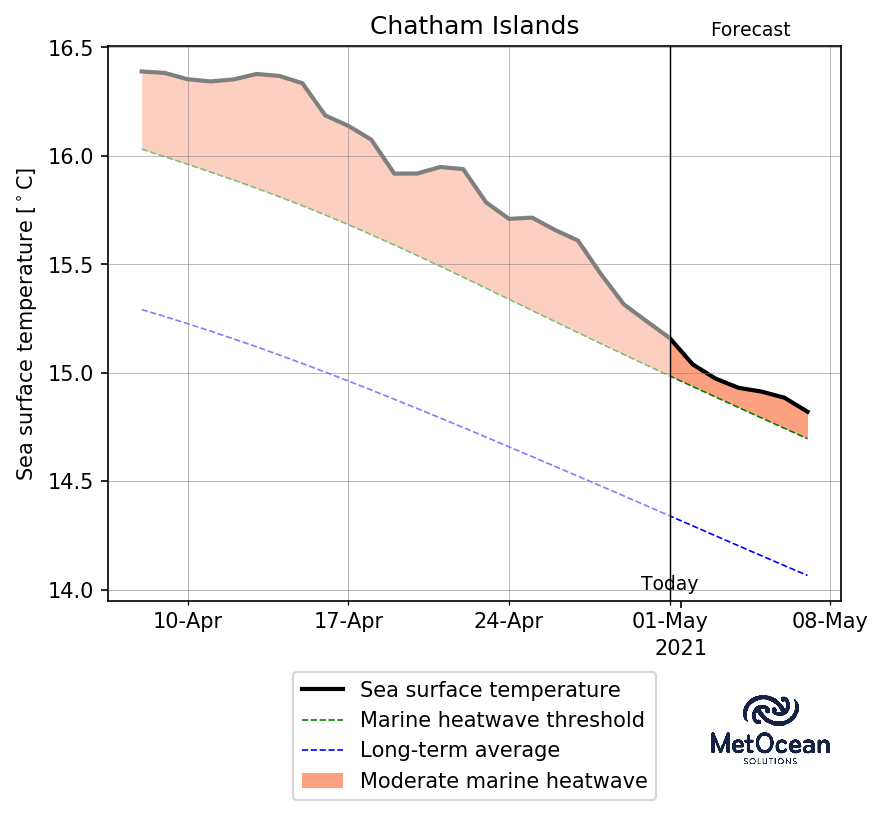 Chatham Islands
Forecast
16.5
16.0
15.5
15.0
14.5
14.0
Sea surface temperature [°C]
Today
10-Apr 17-Apr 24-Apr 01-May 08-May
2021
Sea surface temperature
Marine heatwave threshold
Long-term average
Moderate marine heatwave
MetOcean
SOLUTIONS